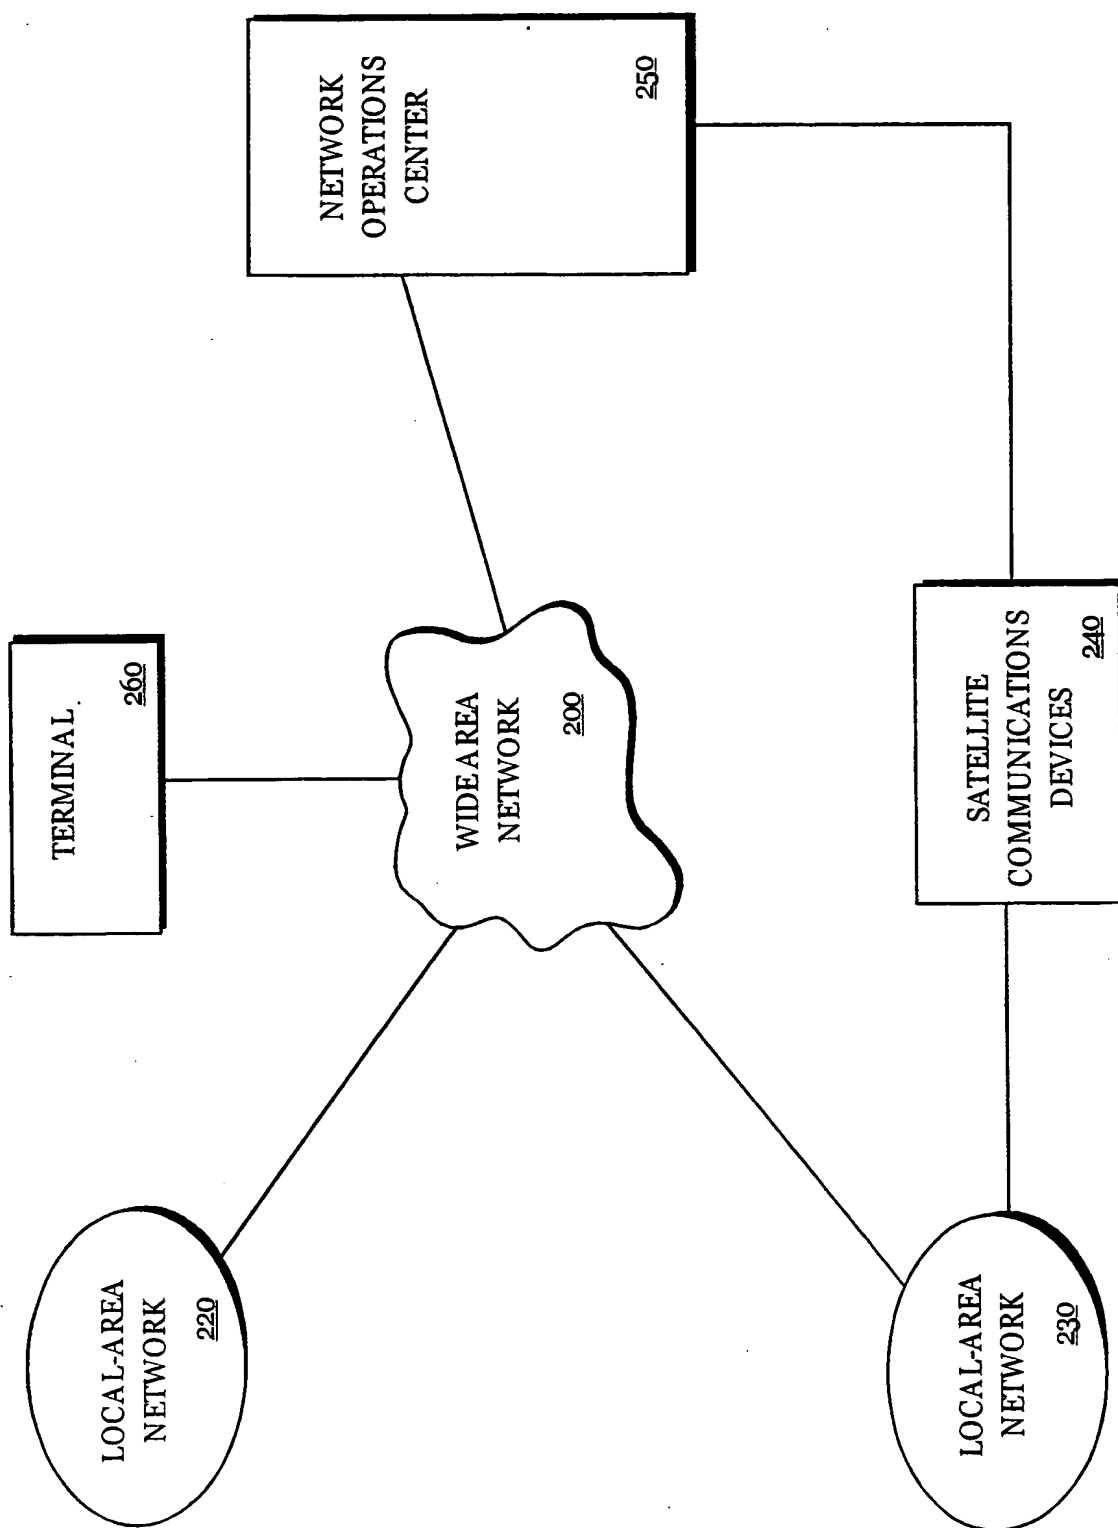 TERMINAL
260
LOCAL-AREA
NETWORK
220
WIDE AREA
NETWORK
200
NETWORK
OPERATIONS
CENTER
250
LOCAL-AREA
NETWORK
230
SATELLITE
COMMUNICATIONS
DEVICES
240